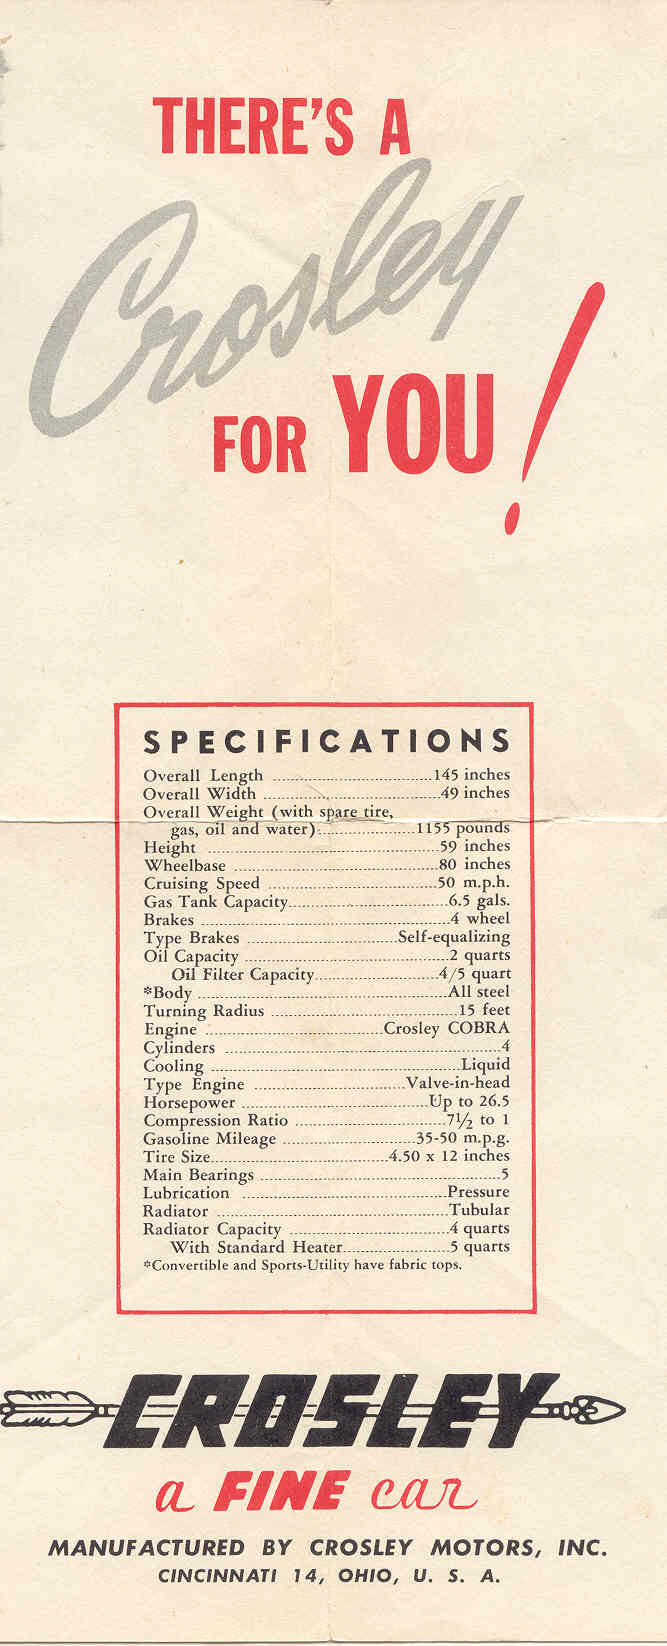 THERE'S A
Crosley
FOR YOU!
SPECIFICATIONS
Overall Length ........ 145 inches
Overall Width ........ 49 inches
Overall Weight (with spare tire,
gas, oil and water) ........ 1155 pounds
Height ........ 59 inches
Wheelbase ........ 80 inches
Cruising Speed ........ 50 m.p.h.
Gas Tank Capacity ........ 6.5 gals.
Brakes ........ 4 wheel
Type Brakes ........ Self-equalizing
Oil Capacity ........ 2 quarts
Oil Filter Capacity ........ 4/5 quart
*Body ........ All steel
Turning Radius ........ 15 feet
Engine ........ Crosley COBRA
Cylinders ........ 4
Cooling ........ Liquid
Type Engine ........ Valve-in-head
Horsepower ........ Up to 26.5
Compression Ratio ........ 7½ to 1
Gasoline Mileage ........ 35-50 m.p.g.
Tire Size ........ 4.50 x 12 inches
Main Bearings ........ 5
Lubrication ........ Pressure
Radiator ........ Tubular
Radiator Capacity ........ 4 quarts
With Standard Heater ........ 5 quarts
*Convertible and Sports-Utility have fabric tops.
CROSLEY
a FINE car
MANUFACTURED BY CROSLEY MOTORS, INC.
CINCINNATI 14, OHIO, U. S. A.